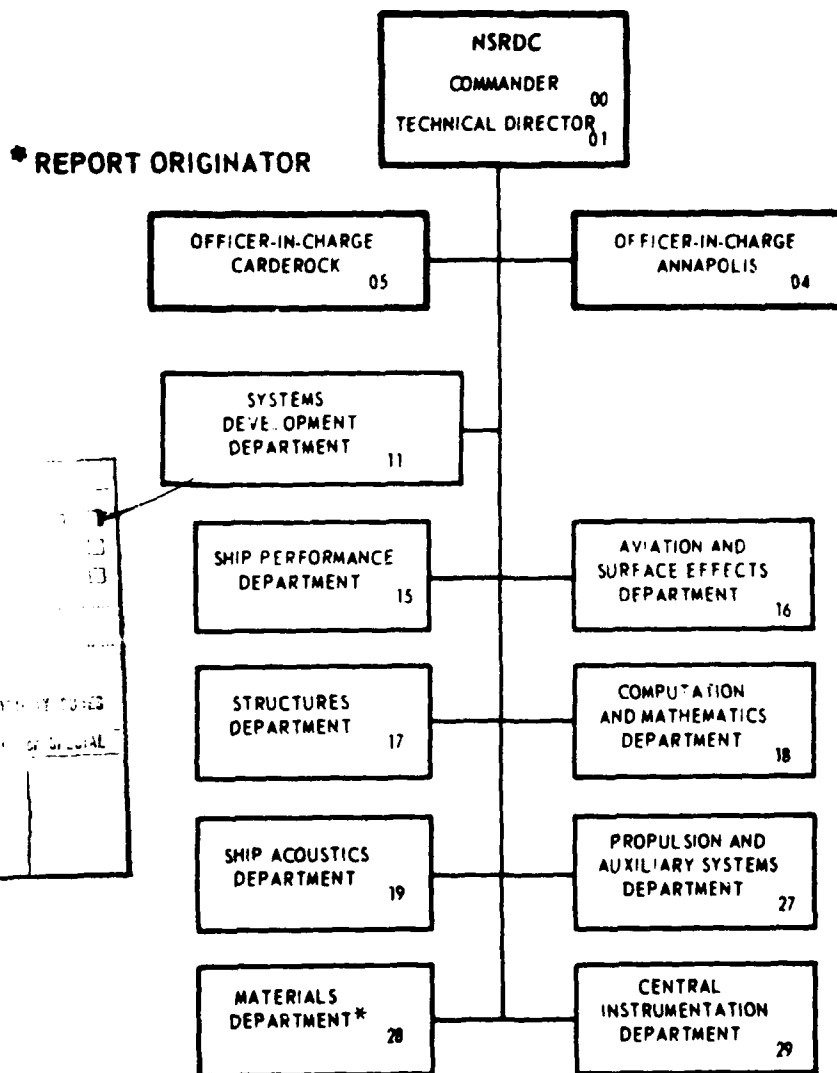 NSRDC
COMMANDER
00
TECHNICAL DIRECTOR
01
* REPORT ORIGINATOR
OFFICER-IN-CHARGE
CARDEROCK
05
OFFICER-IN-CHARGE
ANNAPOLIS
04
SYSTEMS
DEVELOPMENT
DEPARTMENT
11
SHIP PERFORMANCE
DEPARTMENT
15
AVIATION AND
SURFACE EFFECTS
DEPARTMENT
16
STRUCTURES
DEPARTMENT
17
COMPUTATION
AND MATHEMATICS
DEPARTMENT
18
SHIP ACOUSTICS
DEPARTMENT
19
PROPULSION AND
AUXILIARY SYSTEMS
DEPARTMENT
27
MATERIALS
DEPARTMENT*
28
CENTRAL
INSTRUMENTATION
DEPARTMENT
29
SPECIAL